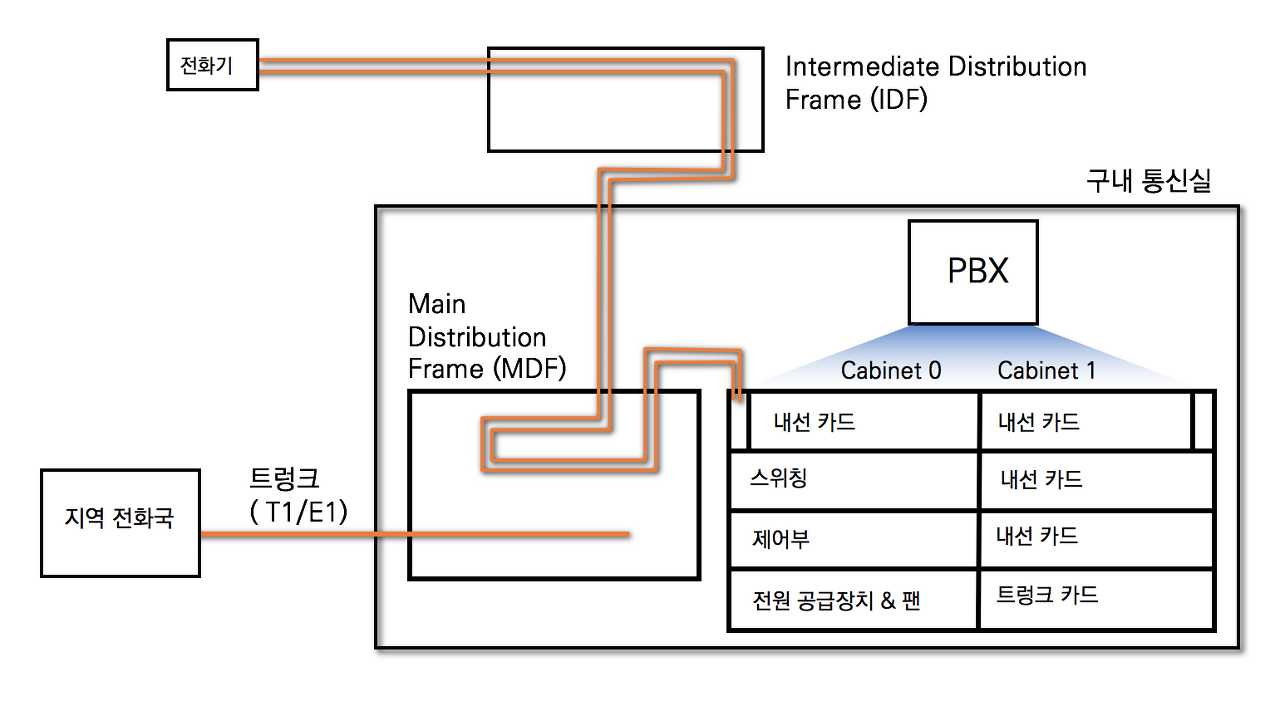 전화기
Intermediate Distribution
Frame (IDF)
구내 통신실
PBX
Main
Distribution
Frame (MDF)
Cabinet 0
Cabinet 1
내선 카드
내선 카드
스위칭
내선 카드
제어부
내선 카드
전원 공급장치 & 팬
트렁크 카드
트렁크
( T1/E1)
지역 전화국